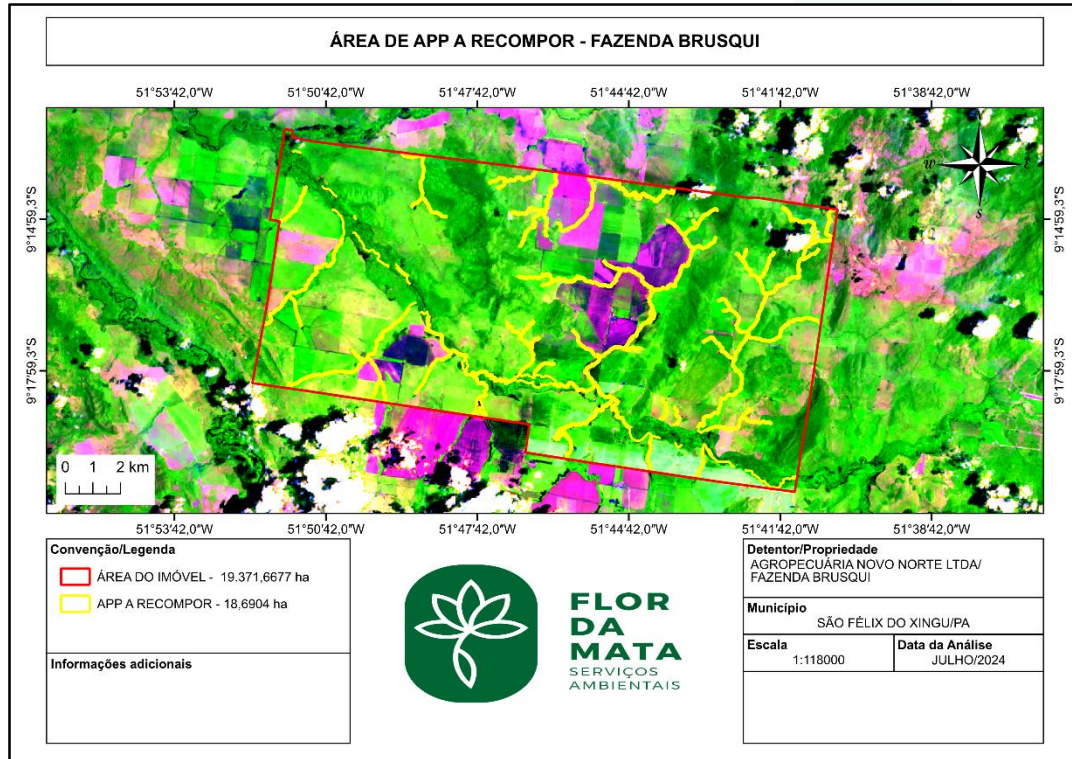 ÁREA DE APP A RECOMPOR - FAZENDA BRUSQUI
51°53'42,0"W 51°50'42,0"W 51°47'42,0"W 51°44'42,0"W 51°41'42,0"W 51°38'42,0"W
W E
S
9°14'59,3"S 9°14'59,3"S
9°17'59,3"S 9°17'59,3"S
0 1 2 km
51°53'42,0"W 51°50'42,0"W 51°47'42,0"W 51°44'42,0"W 51°41'42,0"W 51°38'42,0"W
Convenção/Legenda
ÁREA DO IMÓVEL - 19.371,6677 ha
APP A RECOMPOR - 18,6904 ha
Informações adicionais
FLOR
DA
MATA
SERVIÇOS
AMBIENTAIS
Detentor/Propriedade
AGROPECUÁRIA NOVO NORTE LTDA/
FAZENDA BRUSQUI
Município
SÃO FÉLIX DO XINGU/PA
Escala Data da Análise
1:118000 JULHO/2024